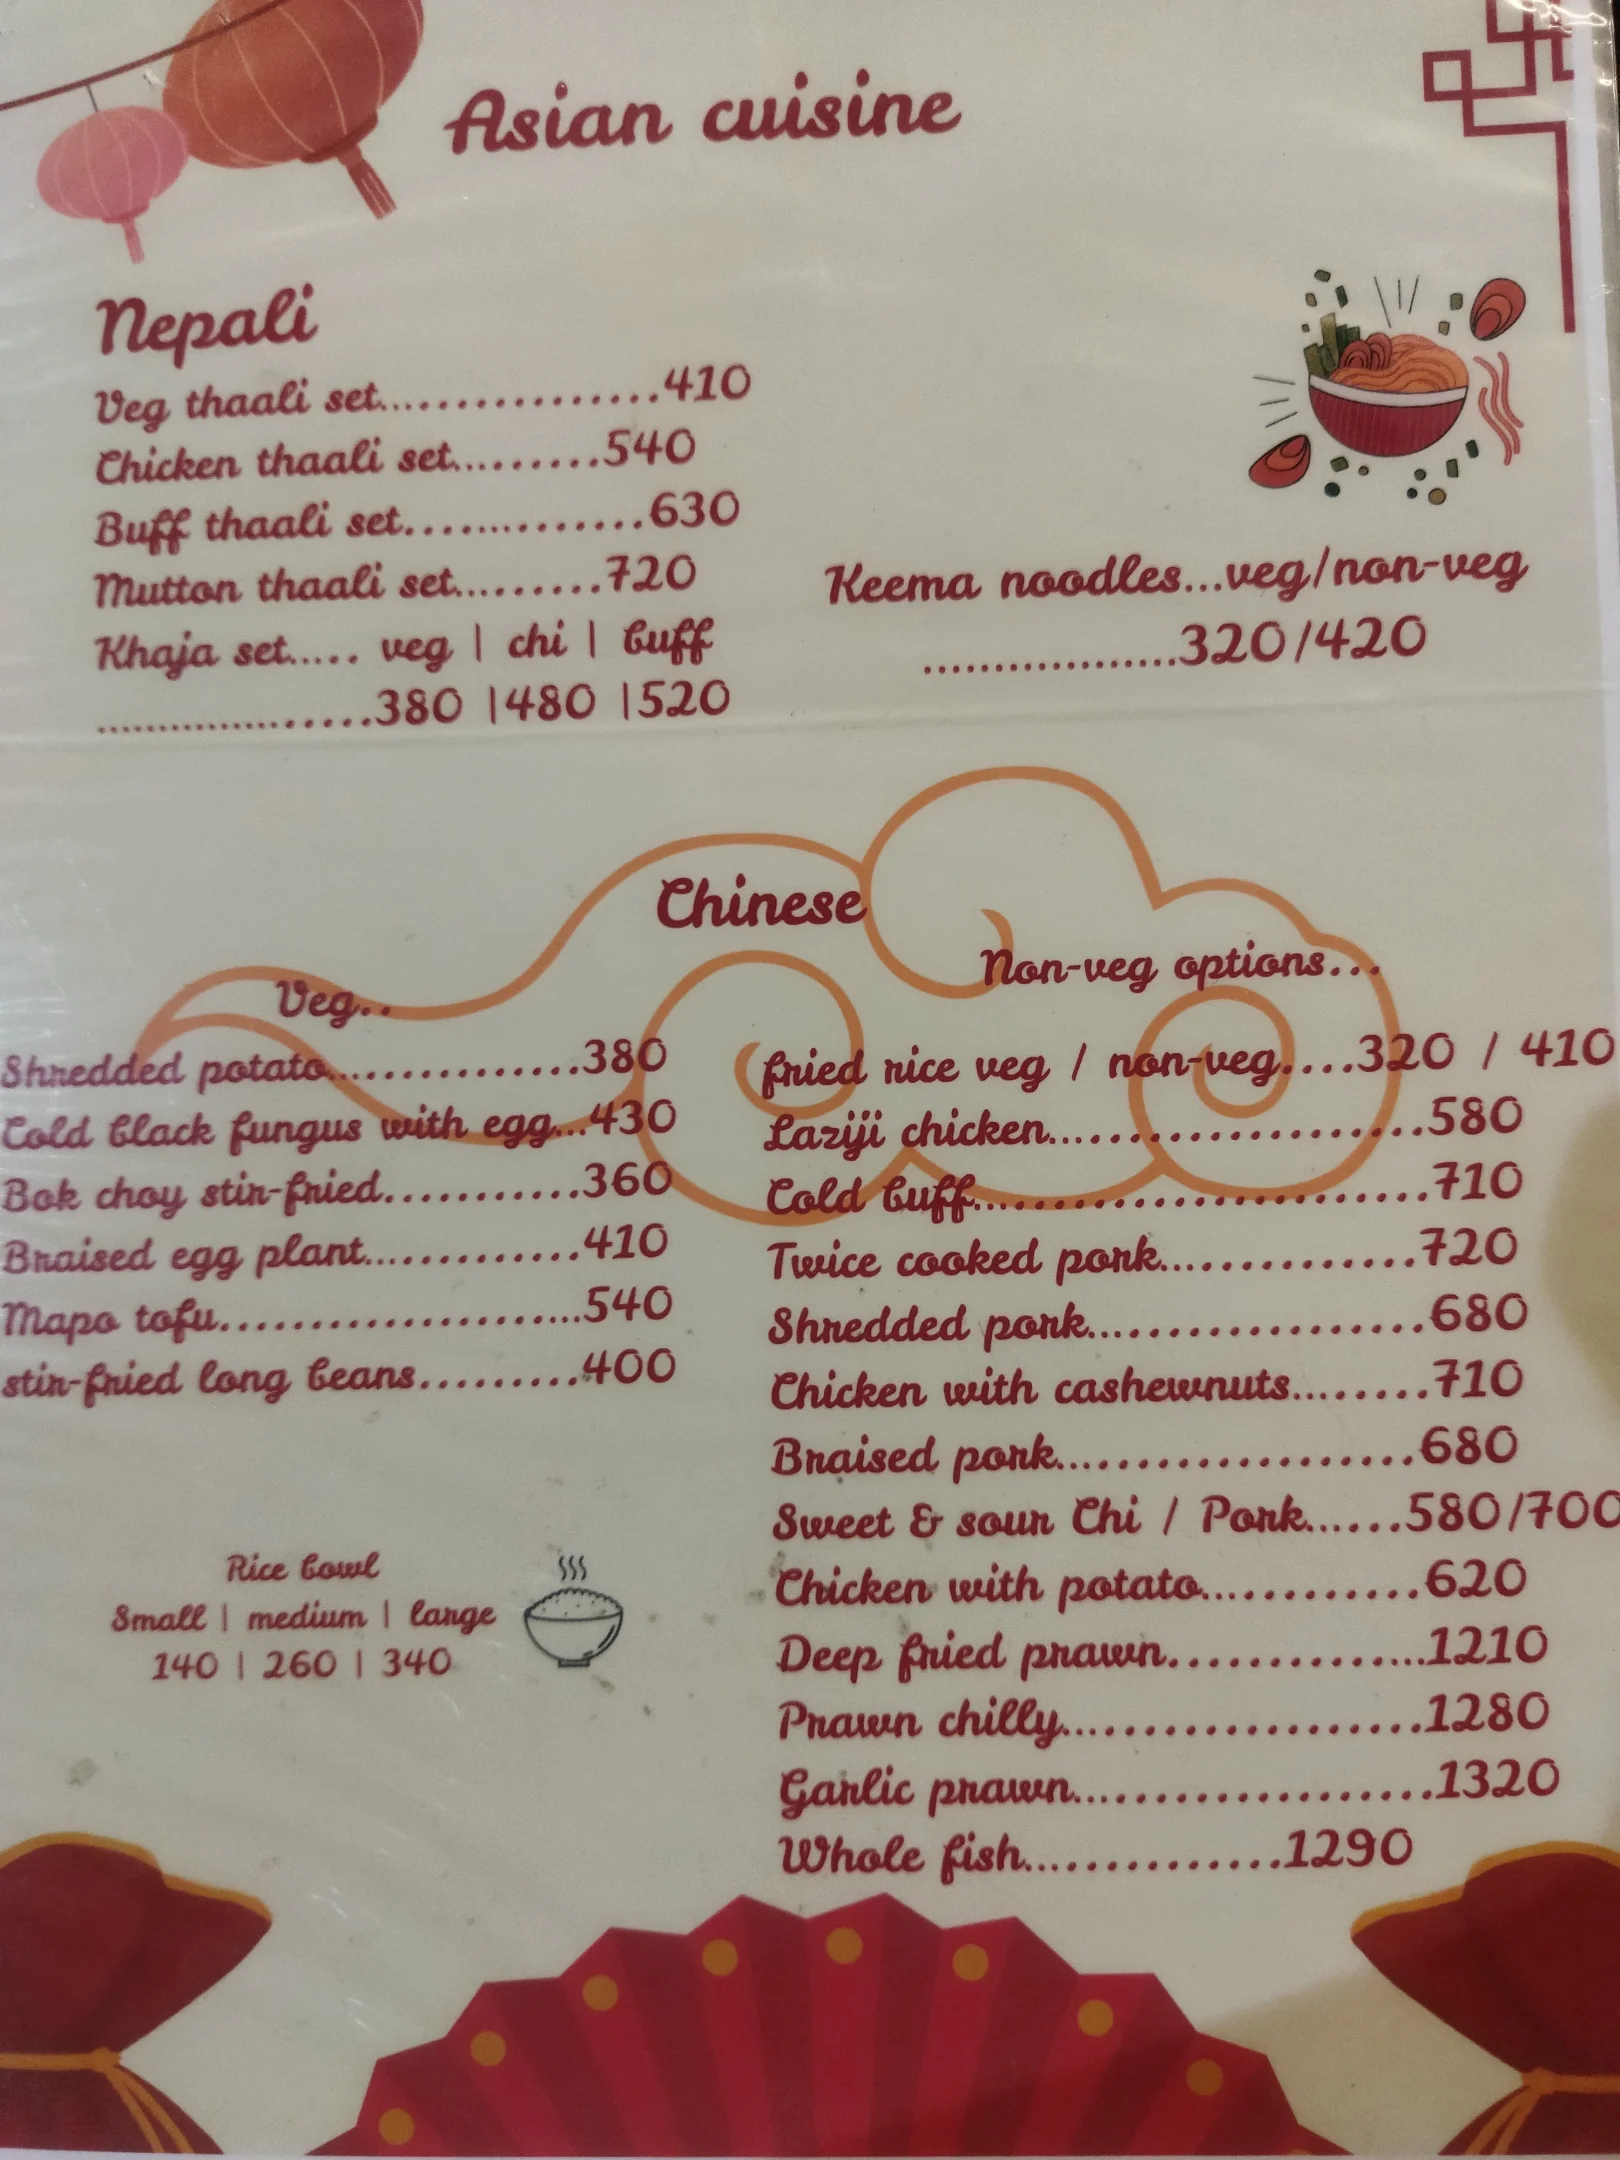 Asian cuisine
Nepali
Veg thaali set................410
Chicken thaali set.........540
Buff thaali set..............630
Mutton thaali set.........720
Khaja set..... veg | chi | buff
....................380 |480 |520
Keema noodles...veg/non-veg
...................320/420
Chinese
Veg..
Shredded potato................380
Cold black fungus with egg...430
Bok choy stir-fried............360
Braised egg plant.............410
Mapo tofu.......................540
stir-fried long beans..........400
Rice bowl
Small | medium | large
140 | 260 | 340
Non-veg options...
fried rice veg / non-veg....320 / 410
Laziji chicken......................580
Cold buff...........................710
Twice cooked pork...............720
Shredded pork...................680
Chicken with cashewnuts........710
Braised pork....................680
Sweet & sour Chi / Pork......580/700
Chicken with potato............620
Deep fried prawn...............1210
Prawn chilly....................1280
Garlic prawn....................1320
Whole fish...............1290